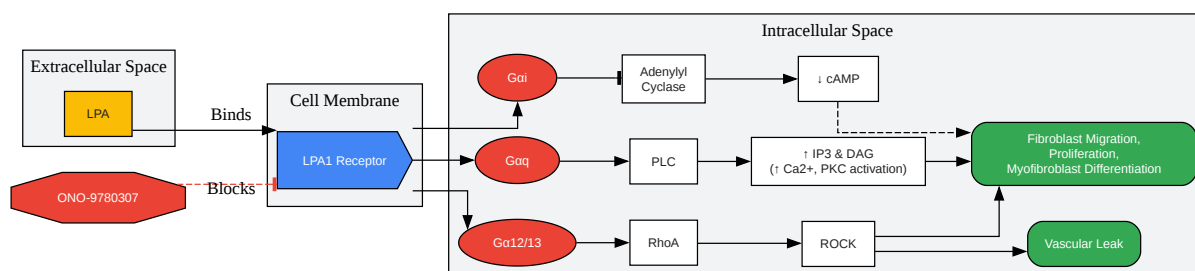 Intracellular Space
Extracellular Space
LPA
Binds
Cell Membrane
LPA1 Receptor
ONO-9780307
Blocks
Gαi
Adenylyl
Cyclase
↓ cAMP
Gαq
PLC
↑ IP3 & DAG
(↑ Ca2+, PKC activation)
Fibroblast Migration,
Proliferation,
Myofibroblast Differentiation
Gα12/13
RhoA
ROCK
Vascular Leak